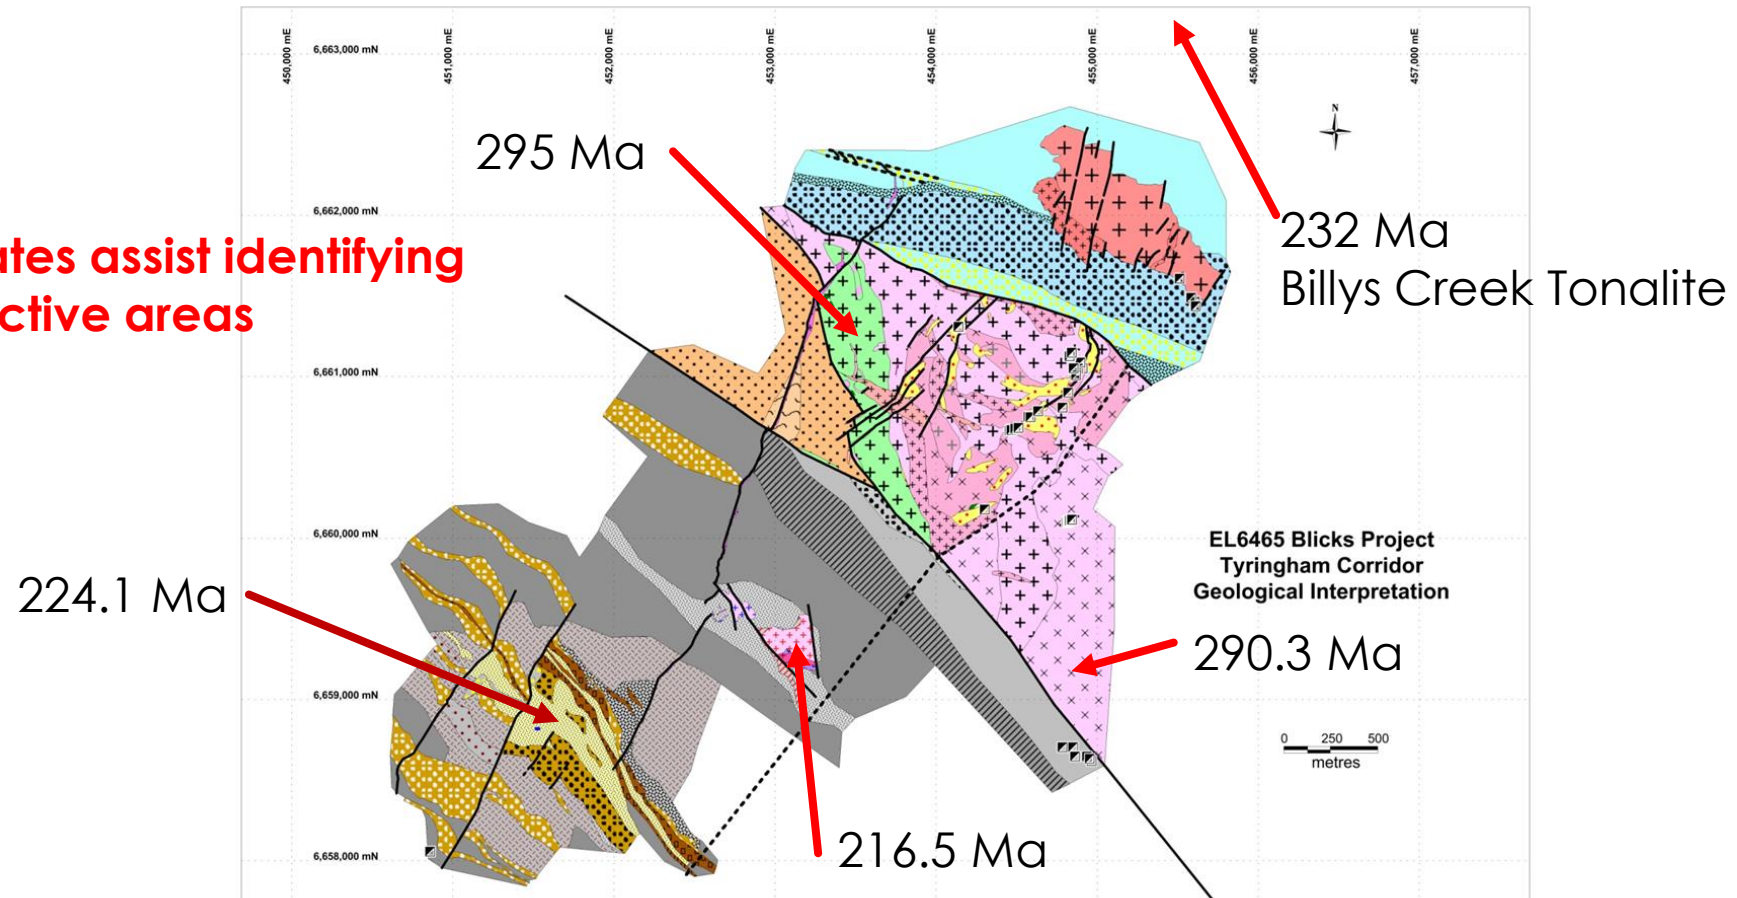 450,000 mE
451,000 mE
452,000 mE
453,000 mE
454,000 mE
455,000 mE
456,000 mE
457,000 mE
6,663,000 mN
N
295 Ma
6,662,000 mN
232 Ma
Billys Creek Tonalite
assist identifying
areas
6,661,000 mN
6,660,000 mN
EL6465 Blicks Project
Tyringham Corridor
Geological Interpretation
224.1 Ma
290.3 Ma
6,659,000 mN
0 250 500
metres
216.5 Ma
6,658,000 mN